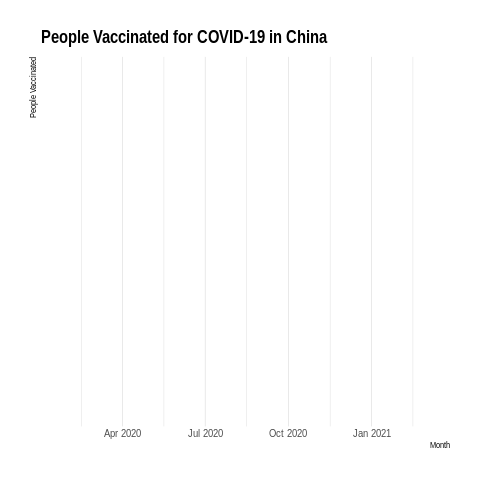 People Vaccinated for COVID-19 in China
People Vaccinated
Apr 2020
Jul 2020
Oct 2020
Jan 2021
Month